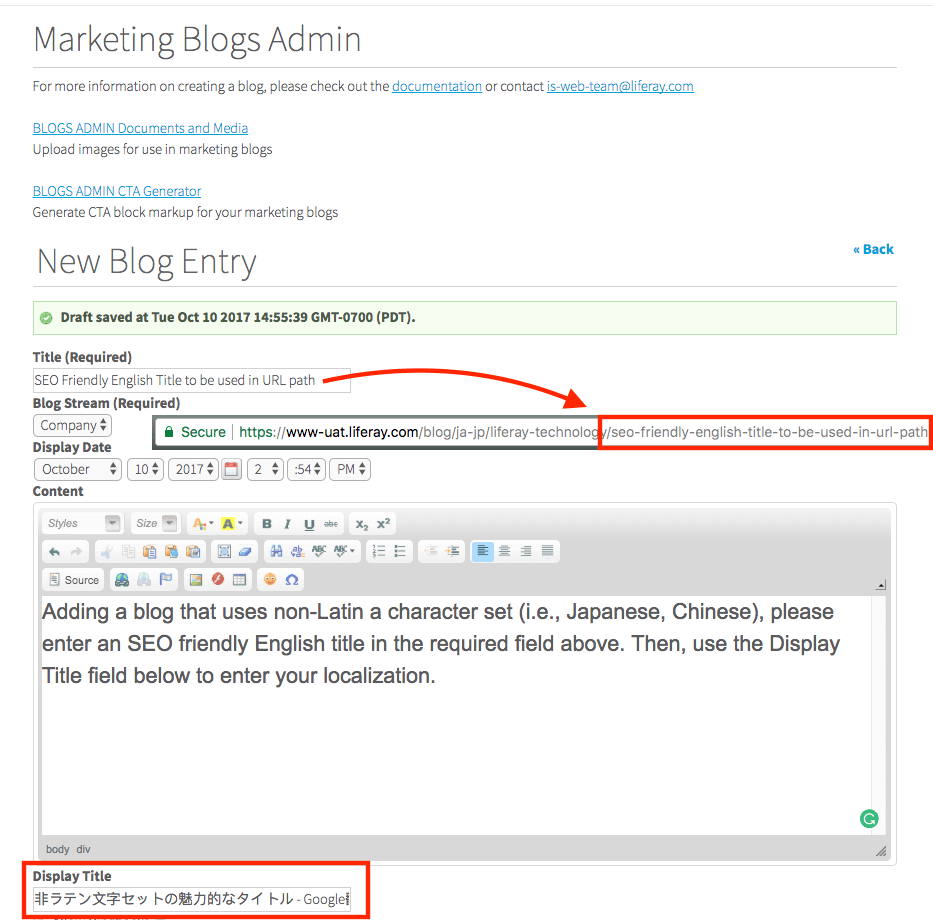 Marketing Blogs Admin
For more information on creating a blog, please check out the documentation or contact is-web-team@liferay.com
BLOGS ADMIN Documents and Media
Upload images for use in marketing blogs
BLOGS ADMIN CTA Generator
Generate CTA block markup for your marketing blogs
« Back
New Blog Entry
Draft saved at Tue Oct 10 2017 14:55:39 GMT-0700 (PDT).
Title (Required)
SEO Friendly English Title to be used in URL path
Blog Stream (Required)
Company
Secure https://www-uat.liferay.com/blog/ja-jp/liferay-technology/seo-friendly-english-title-to-be-used-in-url-path
Display Date
October 10 2017 2 :54 PM
Content
Styles Size A A B I U abc X₂ X²
ABC ABC
Source Ω
Adding a blog that uses non-Latin a character set (i.e., Japanese, Chinese), please
enter an SEO friendly English title in the required field above. Then, use the Display
Title field below to enter your localization.
body div
Display Title
非ラテン文字セットの魅力的なタイトル - Google